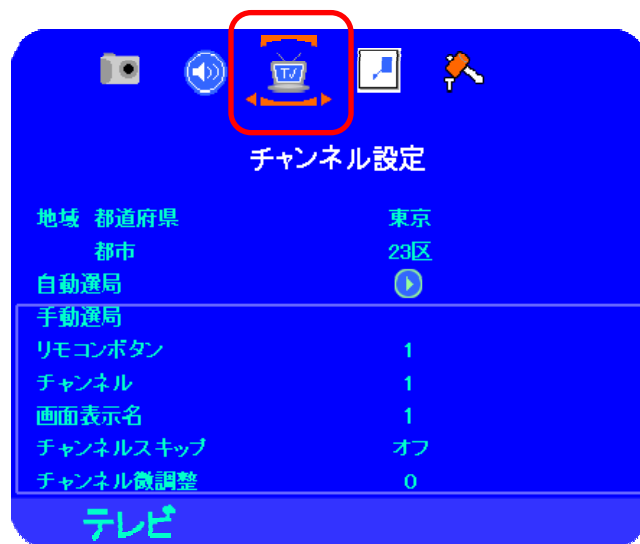 TV
チャンネル設定
地域 都道府県 東京
都市 23区
自動選局
手動選局
リモコンボタン 1
チャンネル 1
画面表示名 1
チャンネルスキップ オフ
チャンネル微調整 0
テレビ